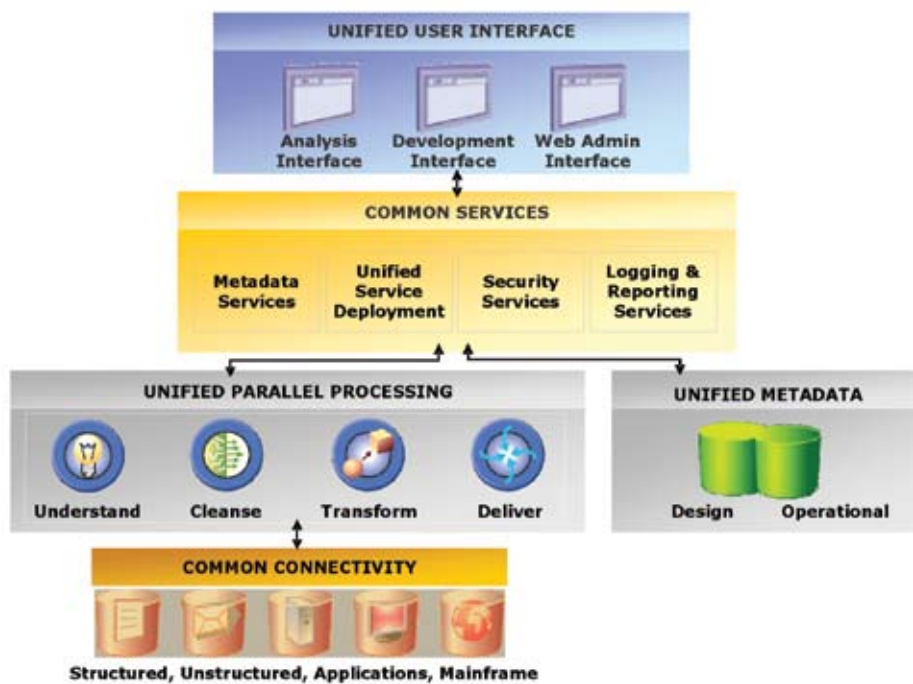 UNIFIED USER INTERFACE
Analysis
Interface
Development
Interface
Web Admin
Interface
COMMON SERVICES
Metadata
Services
Unified
Service
Deployment
Security
Services
Logging &
Reporting
Services
UNIFIED PARALLEL PROCESSING
Understand
Cleanse
Transform
Deliver
UNIFIED METADATA
Design
Operational
COMMON CONNECTIVITY
Structured, Unstructured, Applications, Mainframe